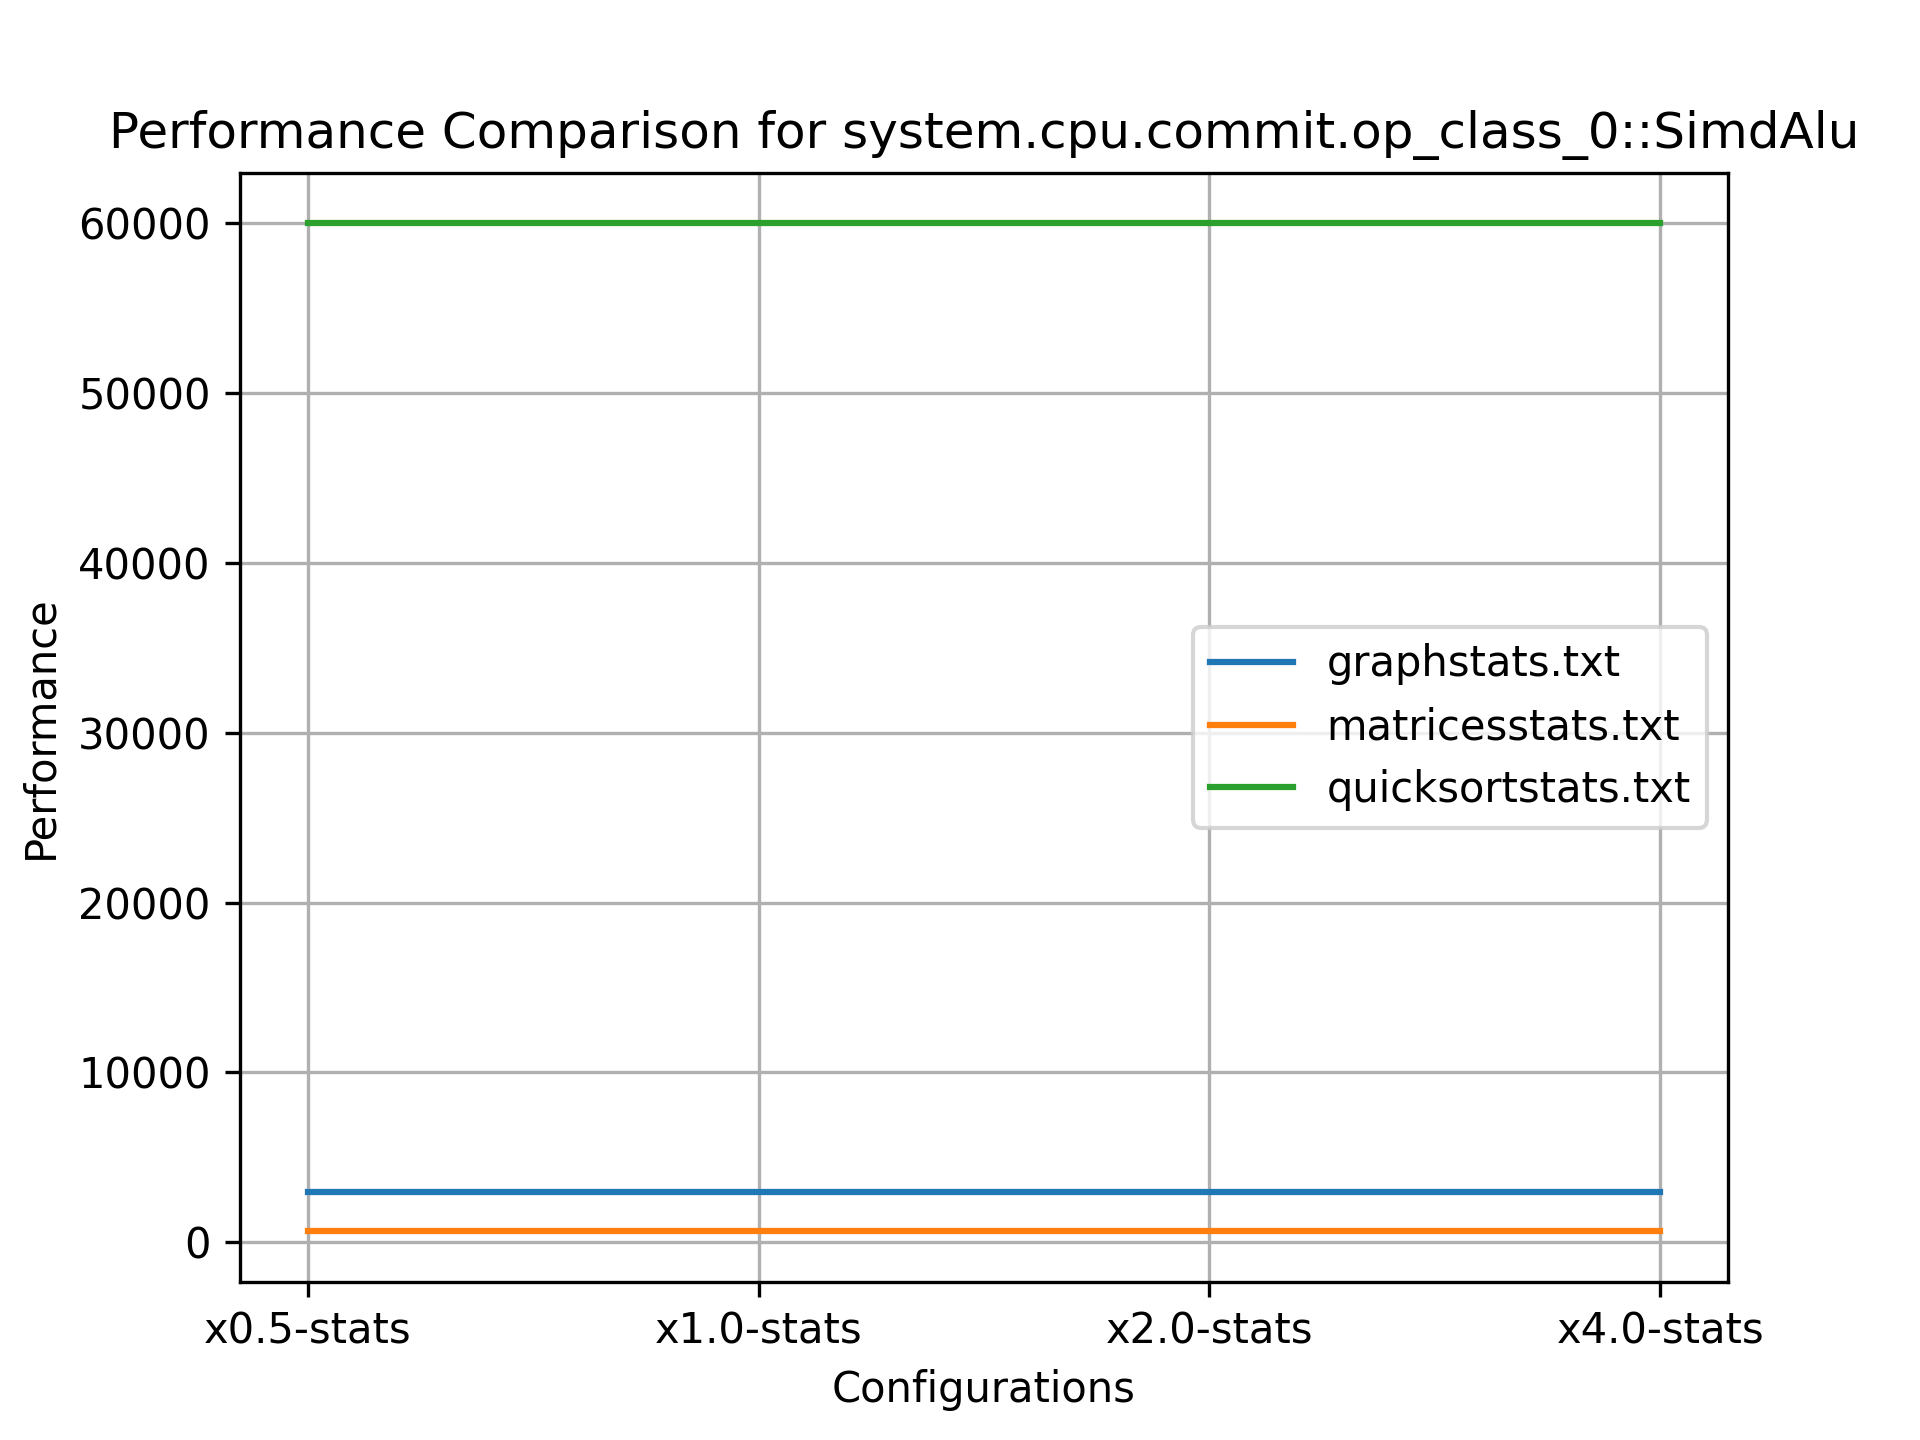 Performance Comparison for system.cpu.commit.op_class_0::SimdAlu
60000
50000
40000
30000
20000
10000
0
Performance
graphstats.txt
matricesstats.txt
quicksortstats.txt
x0.5-stats
x1.0-stats
x2.0-stats
x4.0-stats
Configurations